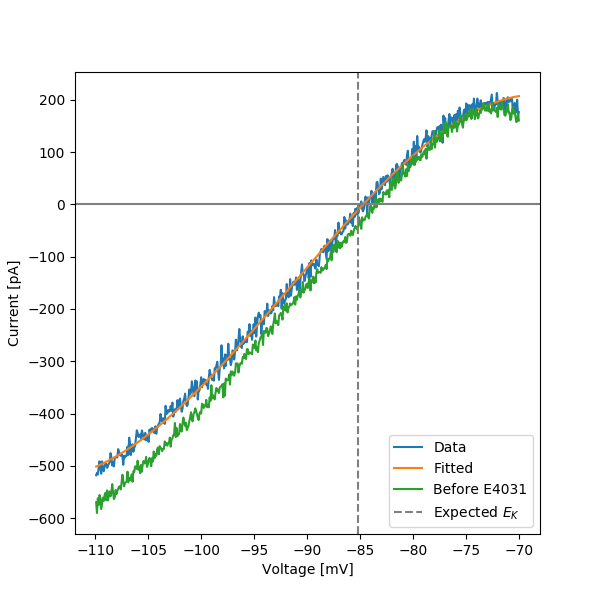 200
100
0
−100
−200
−300
−400
−500
−600
Current [pA]
Data
Fitted
Before E4031
Expected $E_K$
−110 −105 −100 −95 −90 −85 −80 −75 −70
Voltage [mV]